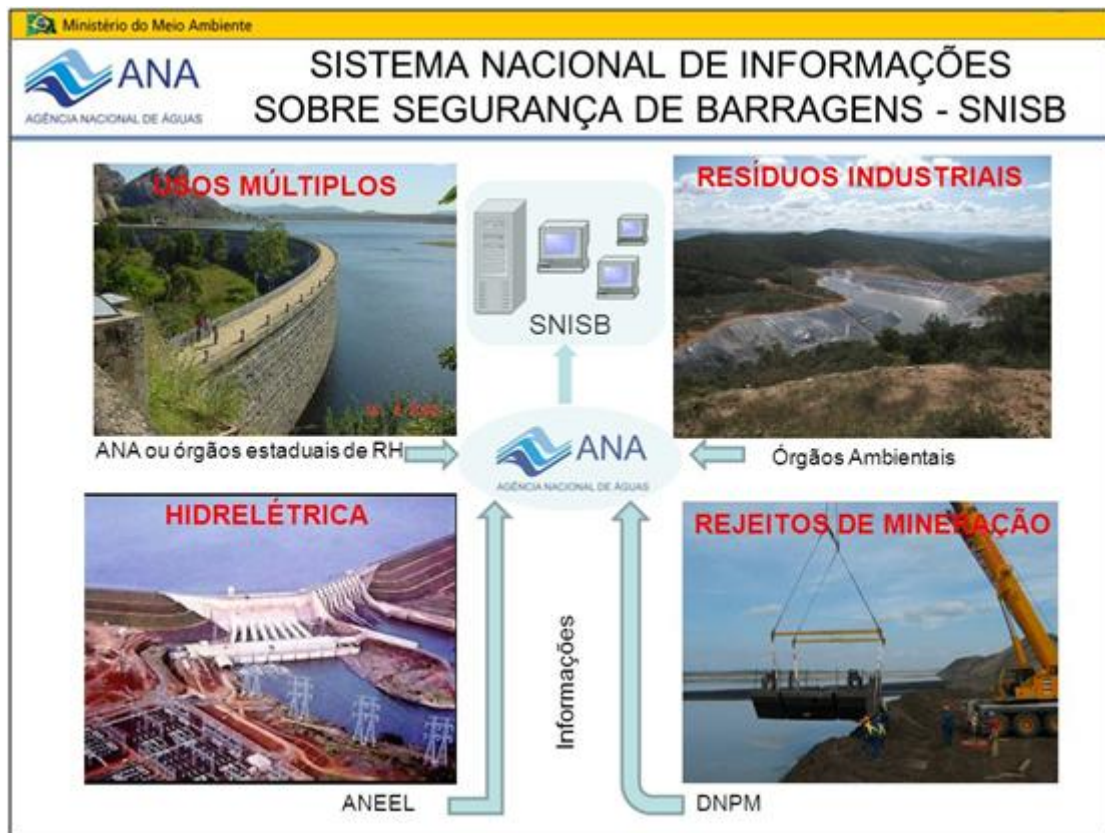 Ministério do Meio Ambiente
ANA
AGÊNCIA NACIONAL DE ÁGUAS
SISTEMA NACIONAL DE INFORMAÇÕES
SOBRE SEGURANÇA DE BARRAGENS - SNISB
USOS MÚLTIPLOS
SNISB
RESÍDUOS INDUSTRIAIS
ANA ou órgãos estaduais de RH
ANA
AGÊNCIA NACIONAL DE ÁGUAS
Órgãos Ambientais
HIDRELÉTRICA
REJEITOS DE MINERAÇÃO
Informações
ANEEL
DNPM